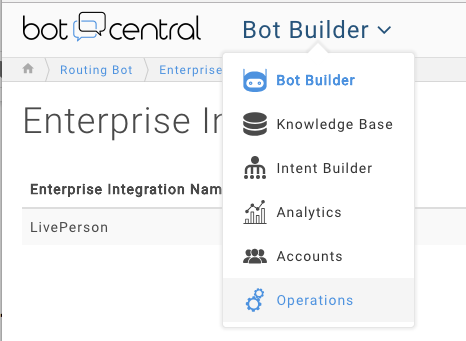 bot central
Bot Builder
Routing Bot
Enterprise
Bot Builder
Enterprise In
Knowledge Base
Intent Builder
Enterprise Integration Nam
Analytics
LivePerson
Accounts
Operations